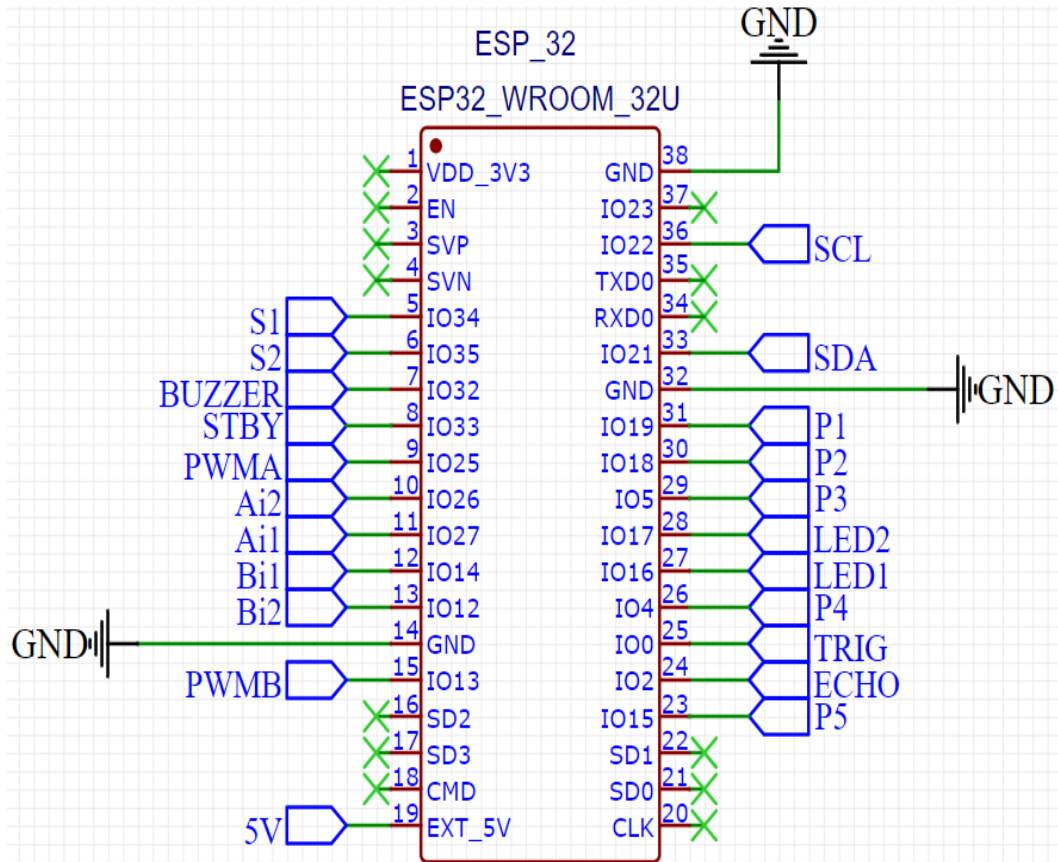 GND
ESP_32
ESP32_WROOM_32U
1 VDD_3V3 GND 38
2 EN IO23 37
3 SVP IO22 36 SCL
4 SVN TXD0 35
S1 5 IO34 RXD0 34
S2 6 IO35 IO21 33 SDA
BUZZER 7 IO32 GND 32 GND
STBY 8 IO33 IO19 31 P1
PWMA 9 IO25 IO18 30 P2
Ai2 10 IO26 IO5 29 P3
Ai1 11 IO27 IO17 28 LED2
Bi1 12 IO14 IO16 27 LED1
Bi2 13 IO12 IO4 26 P4
GND 14 GND IO0 25 TRIG
PWMB 15 IO13 IO2 24 ECHO
16 SD2 IO15 23 P5
17 SD3 SD1 22
18 CMD SD0 21
5V 19 EXT_5V CLK 20